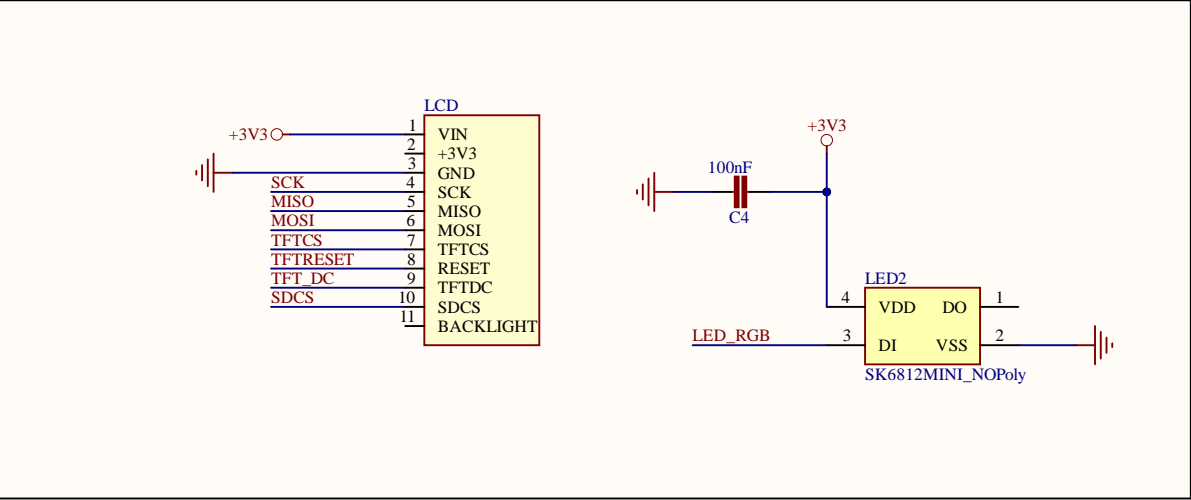 LCD
+3V3
1 VIN
2 +3V3
3 GND
SCK 4 SCK
MISO 5 MISO
MOSI 6 MOSI
TFTCS 7 TFTCS
TFTRESET 8 RESET
TFT_DC 9 TFTDC
SDCS 10 SDCS
11 BACKLIGHT
+3V3
100nF
C4
LED2
4 VDD DO 1
LED_RGB 3 DI VSS 2
SK6812MINI_NOPoly